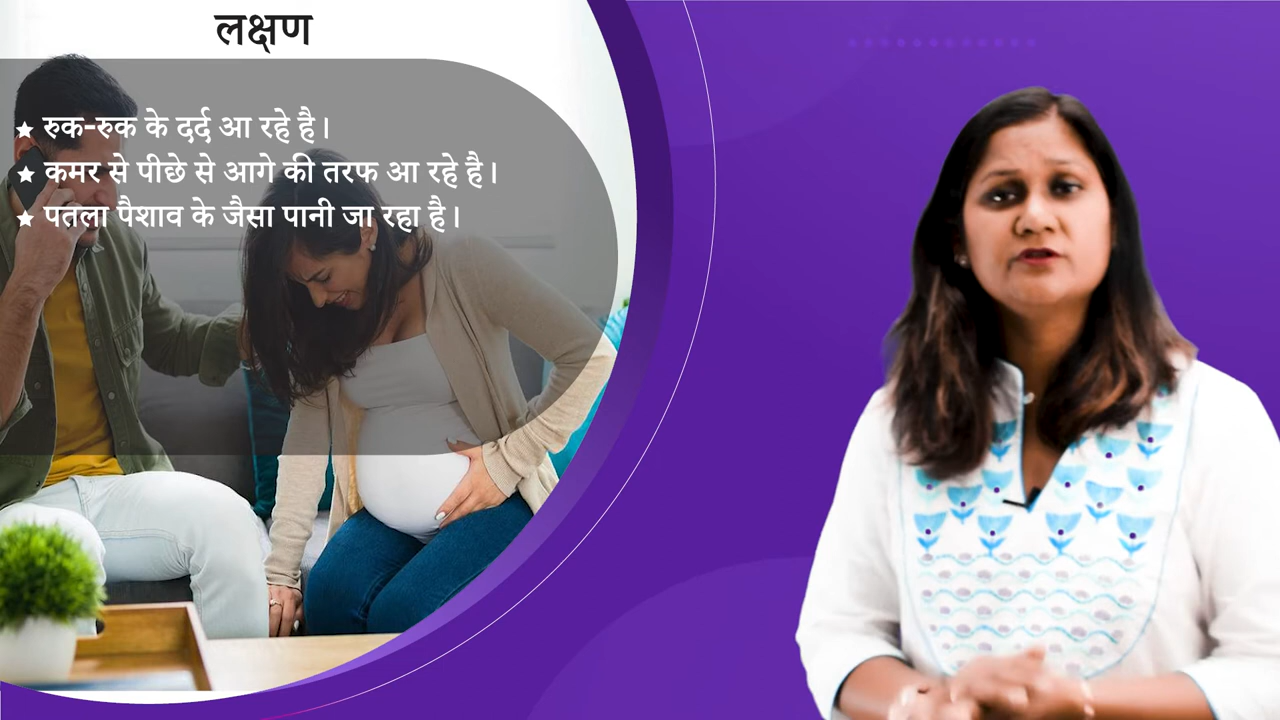 लक्षण
★ रुक-रुक के दर्द आ रहे है।
★ कमर से पीछे से आगे की तरफ आ रहे है।
★ पतला पैशाव के जैसा पानी जा रहा है।